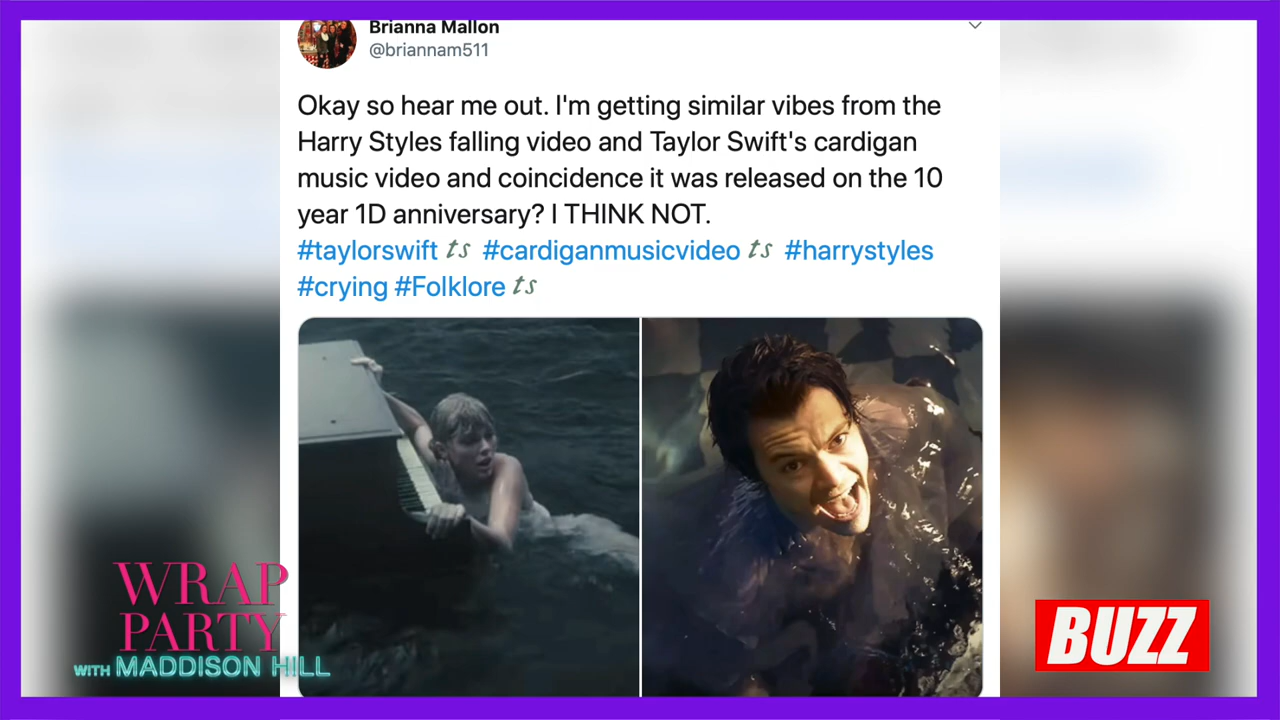 Brianna Mallon
@briannam511
Okay so hear me out. I'm getting similar vibes from the
Harry Styles falling video and Taylor Swift's cardigan
music video and coincidence it was released on the 10
year 1D anniversary? I THINK NOT.
#taylorswift ts #cardiganmusicvideo ts #harrystyles
#crying #Folklore ts
WRAP
PARTY
WITH MADDISON HILL
BUZZ